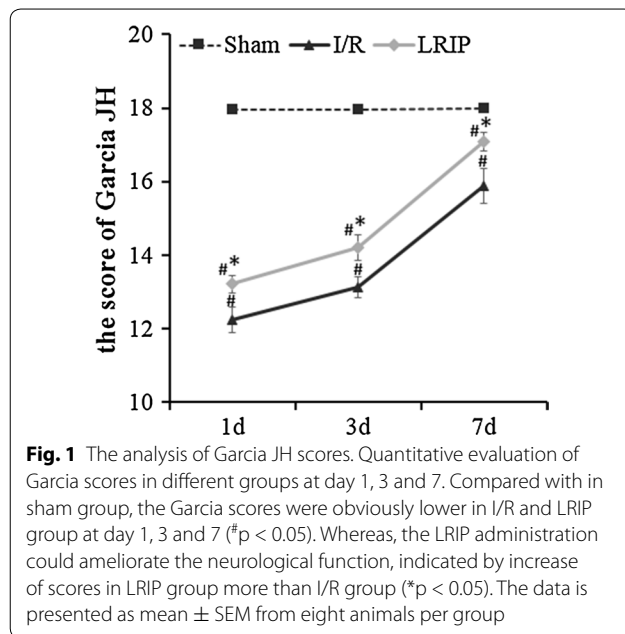 20
Sham I/R LRIP
18
#*
#
16
the score of Garcia JH
#*
14
#
#*
#
12
10
1d 3d 7d
Fig. 1 The analysis of Garcia JH scores. Quantitative evaluation of
Garcia scores in different groups at day 1, 3 and 7. Compared with in
sham group, the Garcia scores were obviously lower in I/R and LRIP
group at day 1, 3 and 7 (#p < 0.05). Whereas, the LRIP administration
could ameliorate the neurological function, indicated by increase
of scores in LRIP group more than I/R group (*p < 0.05). The data is
presented as mean ± SEM from eight animals per group